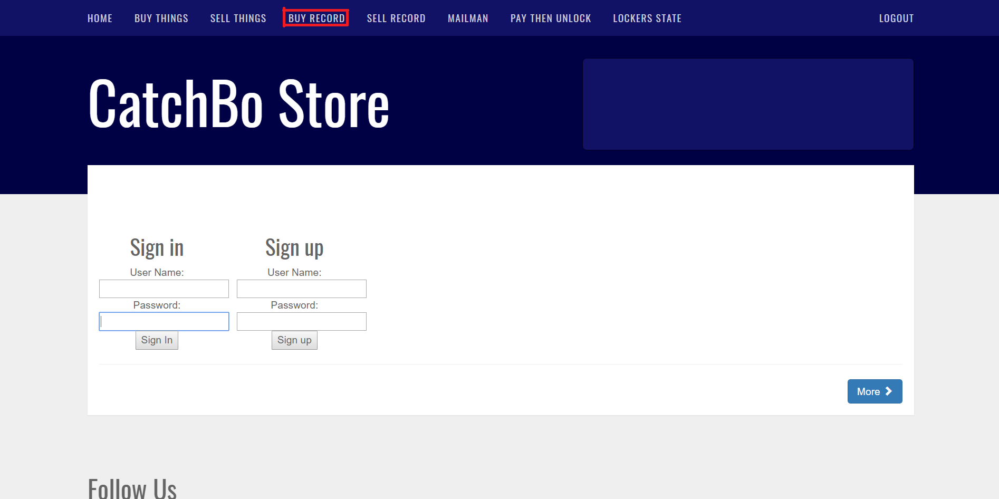 HOME BUY THINGS SELL THINGS BUY RECORD SELL RECORD MAILMAN PAY THEN UNLOCK LOCKERS STATE LOGOUT
CatchBo Store
Sign in Sign up
User Name: User Name:
Password: Password:
Sign In Sign up
More
Follow Us